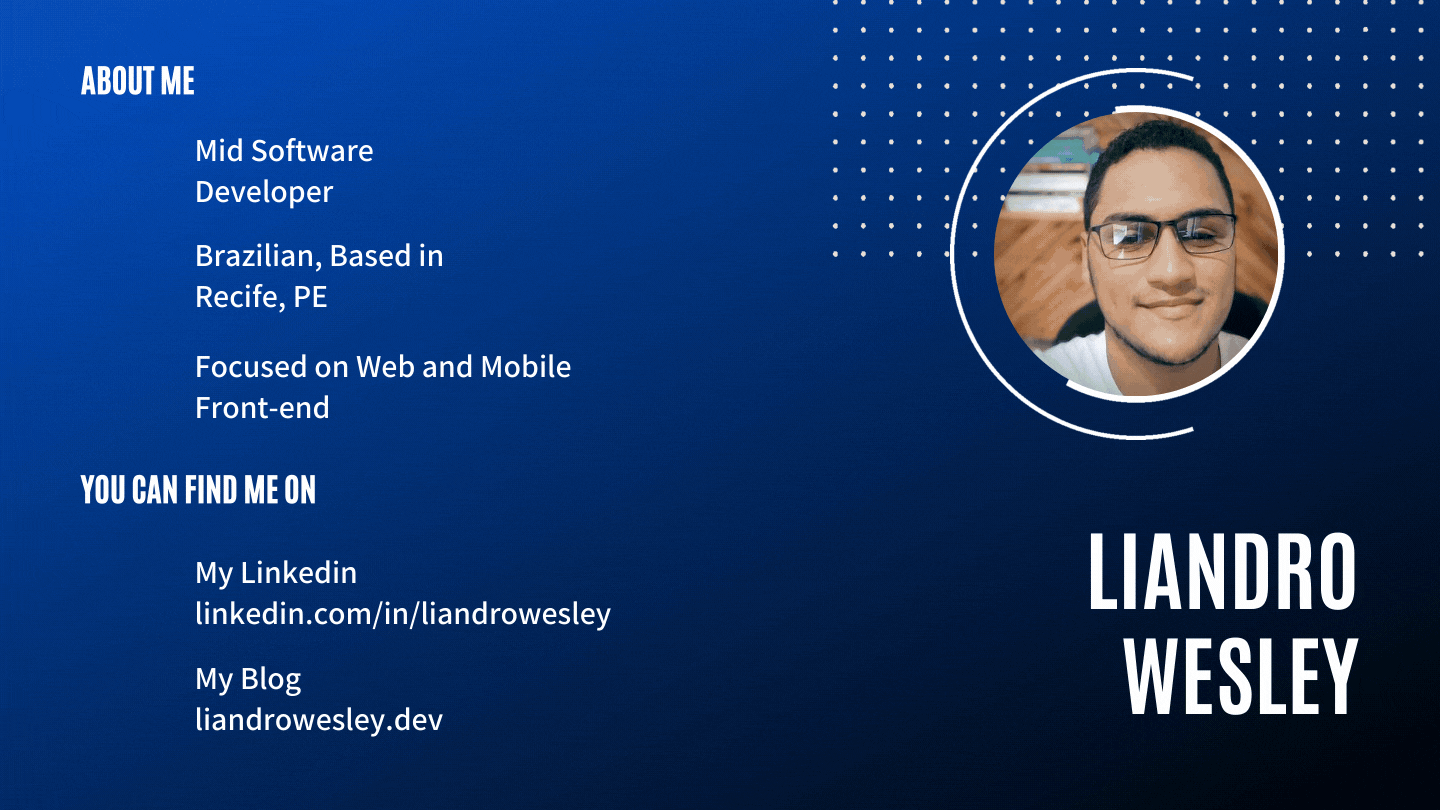 ABOUT ME
Mid Software
Developer
Brazilian, Based in
Recife, PE
Focused on Web and Mobile
Front-end
YOU CAN FIND ME ON
My Linkedin
linkedin.com/in/liandrowesley
My Blog
liandrowesley.dev
LIANDRO
WESLEY